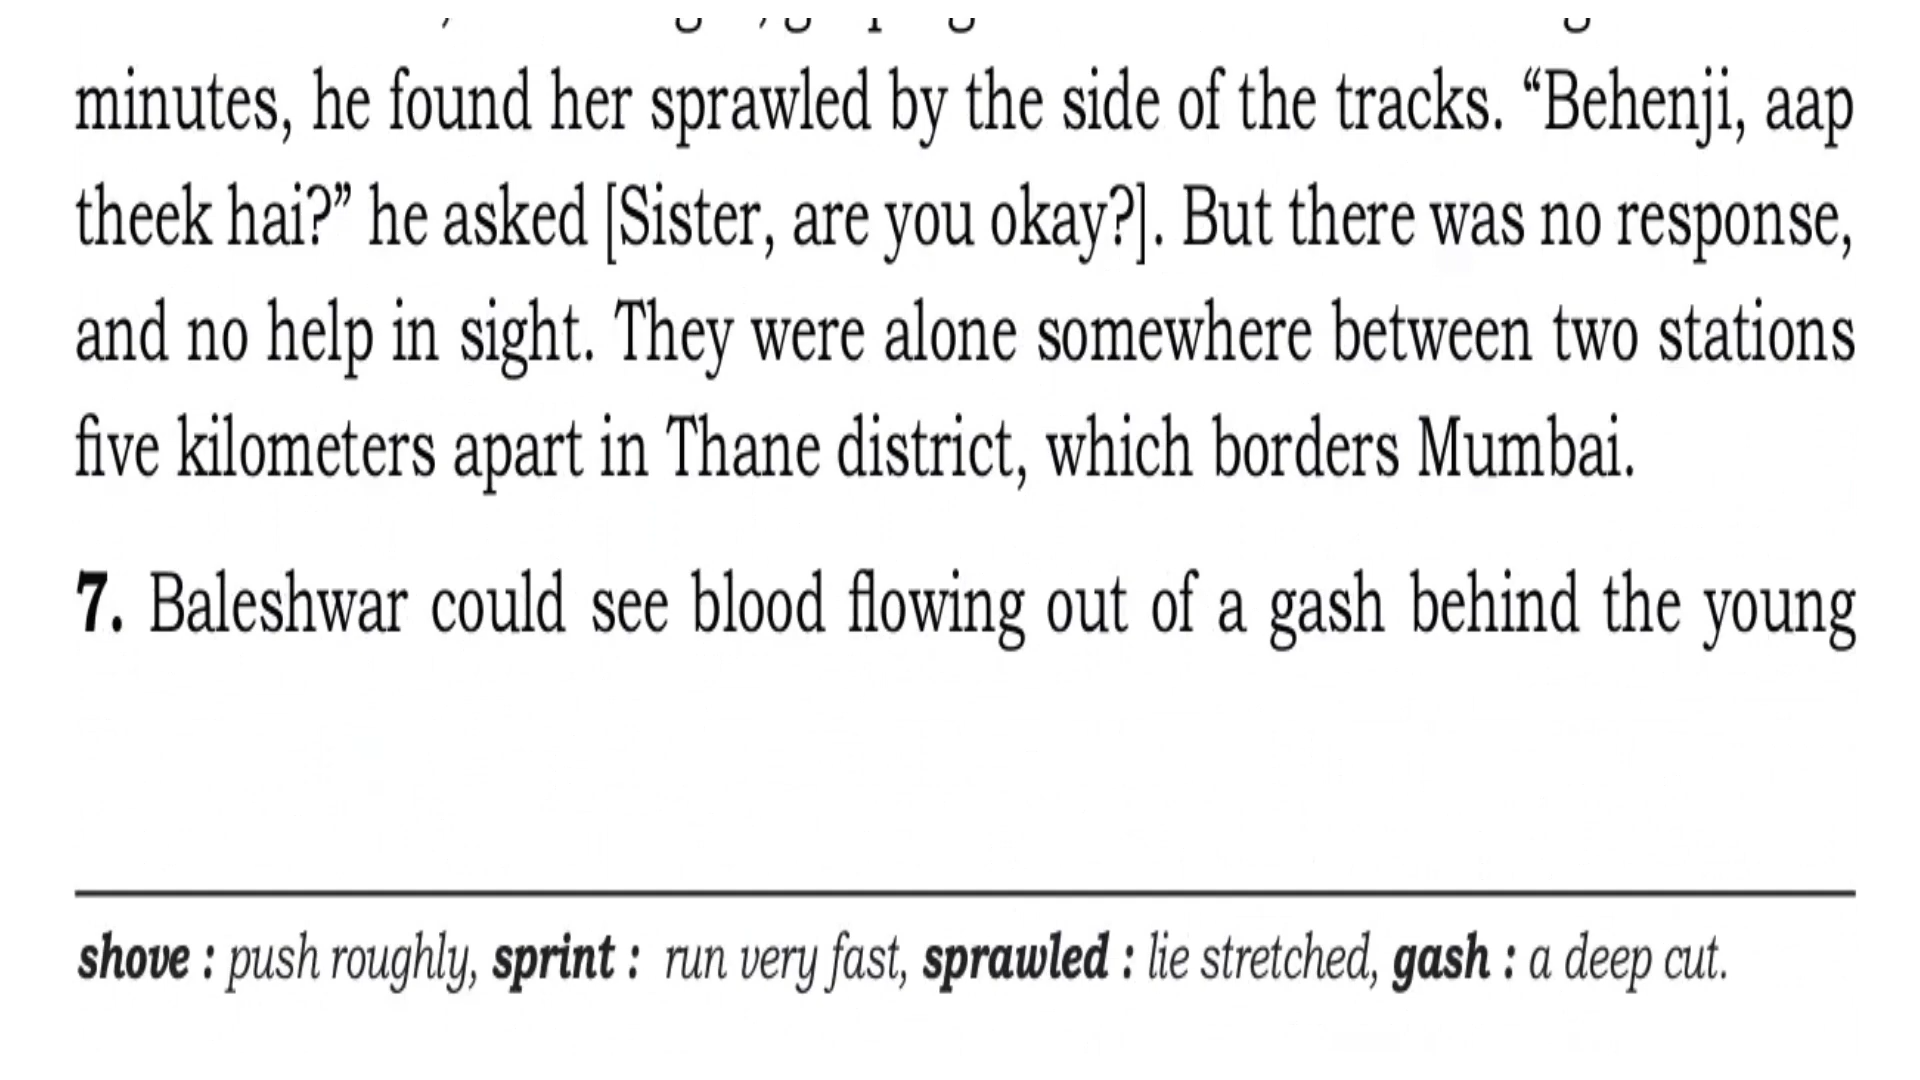 minutes, he found her sprawled by the side of the tracks. “Behenji, aap
theek hai?” he asked [Sister, are you okay?]. But there was no response,
and no help in sight. They were alone somewhere between two stations
five kilometers apart in Thane district, which borders Mumbai.
7. Baleshwar could see blood flowing out of a gash behind the young
shove : push roughly, sprint : run very fast, sprawled : lie stretched, gash : a deep cut.